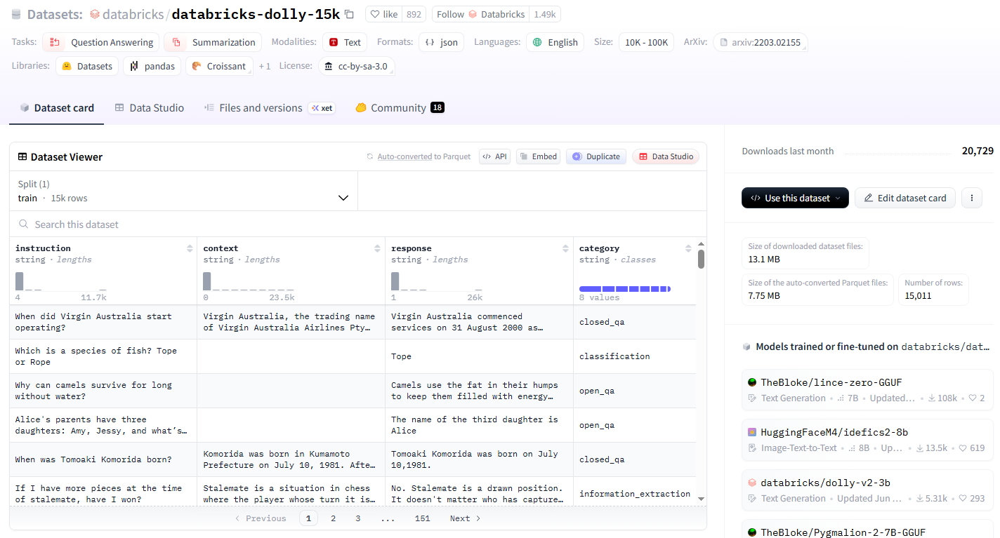 Datasets: databricks/databricks-dolly-15k like 892 Follow Databricks 1.49k
Tasks: Question Answering Summarization Modalities: Text Formats: json Languages: English Size: 10K - 100K ArXiv: arxiv:2203.02155
Libraries: Datasets pandas Croissant + 1 License: cc-by-sa-3.0
Dataset card Data Studio Files and versions xet Community 18
Dataset Viewer Auto-converted to Parquet API Embed Duplicate Data Studio
Split (1)
train · 15k rows
Search this dataset
instruction context response category
string · lengths string · lengths string · lengths string · classes
4 11.7k 0 23.5k 1 26k 8 values
When did Virgin Australia start operating?
Virgin Australia, the trading name of Virgin Australia Airlines Pty…
Virgin Australia commenced services on 31 August 2000 as…
closed_qa
Which is a species of fish? Tope or Rope
Tope
classification
Why can camels survive for long without water?
Camels use the fat in their humps to keep them filled with energy…
open_qa
Alice's parents have three daughters: Amy, Jessy, and what’s…
The name of the third daughter is Alice
open_qa
When was Tomoaki Komorida born?
Komorida was born in Kumamoto Prefecture on July 10, 1981. Afte…
Tomoaki Komorida was born on July 10,1981.
closed_qa
If I have more pieces at the time of stalemate, have I won?
Stalemate is a situation in chess where the player whose turn it is…
No. Stalemate is a drawn position. It doesn't matter who has capture…
information_extraction
Previous 1 2 3 ... 151 Next
Downloads last month 20,729
Use this dataset Edit dataset card
Size of downloaded dataset files:
13.1 MB
Size of the auto-converted Parquet files: Number of rows:
7.75 MB 15,011
Models trained or fine-tuned on databricks/dat…
TheBloke/lince-zero-GGUF
Text Generation • 7B • Updated… • 108k • 2
HuggingFaceM4/idefics2-8b
Image-Text-to-Text • 8B • Up… • 13.5k • 619
databricks/dolly-v2-3b
Text Generation • Updated Jun … • 5.31k • 293
TheBloke/Pygmalion-2-7B-GGUF